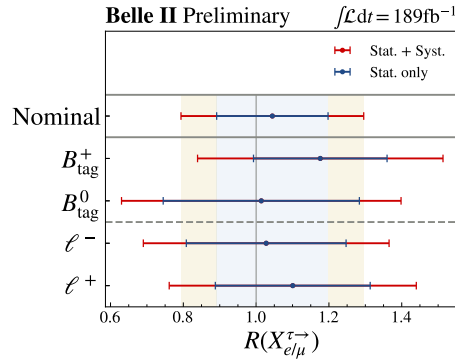 Belle II Preliminary ∫ℒdt = 189fb⁻¹
Stat. + Syst.
Stat. only
Nominal
B⁺tag
B⁰tag
ℓ⁻
ℓ⁺
0.6 0.8 1.0 1.2 1.4
R(X^{τ→}_{e/μ})